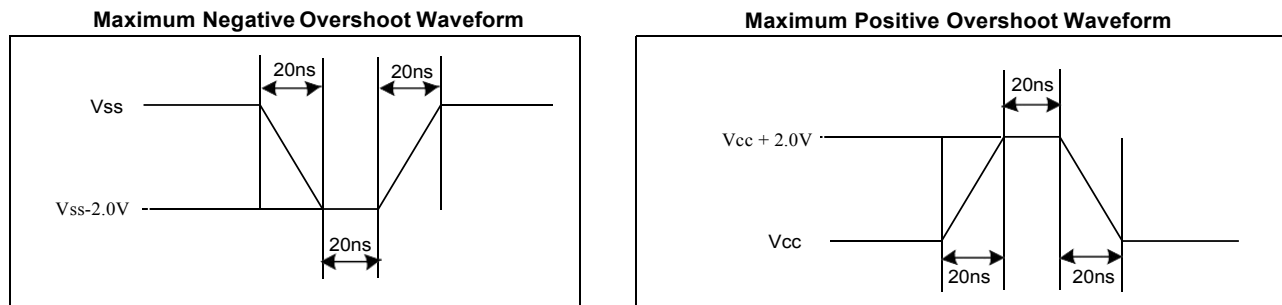 Maximum Negative Overshoot Waveform
20ns
20ns
Vss
Vss-2.0V
20ns
Maximum Positive Overshoot Waveform
20ns
Vcc + 2.0V
Vcc
20ns
20ns